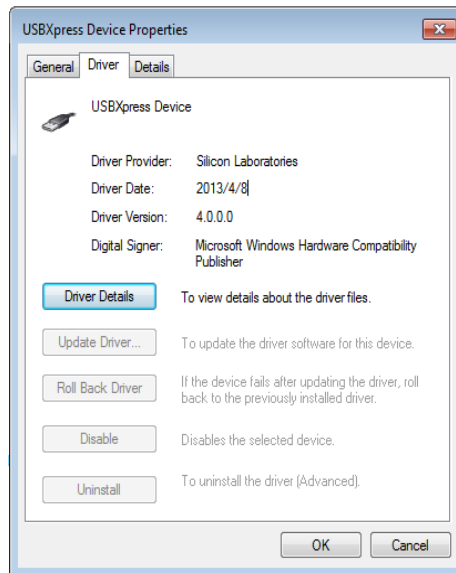 USBXpress Device Properties
General Driver Details
USBXpress Device
Driver Provider: Silicon Laboratories
Driver Date: 2013/4/8
Driver Version: 4.0.0.0
Digital Signer: Microsoft Windows Hardware Compatibility
Publisher
Driver Details To view details about the driver files.
Update Driver... To update the driver software for this device.
Roll Back Driver If the device fails after updating the driver, roll
back to the previously installed driver.
Disable Disables the selected device.
Uninstall To uninstall the driver (Advanced).
OK Cancel